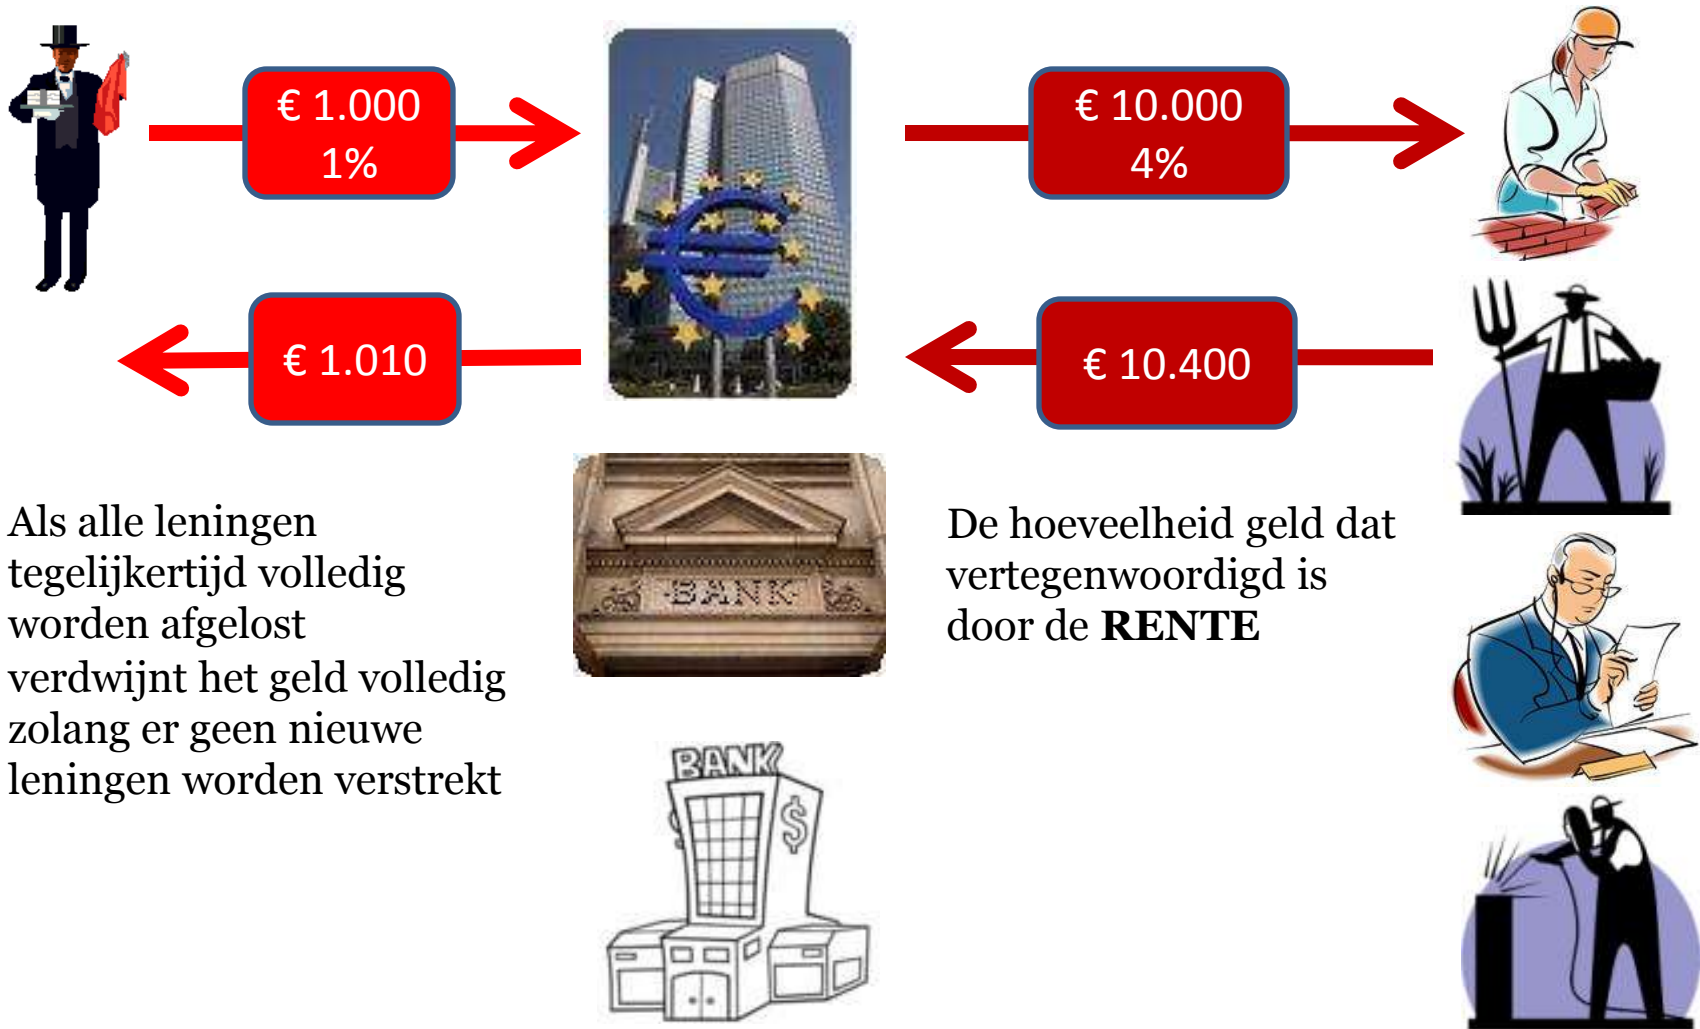 € 1.000
1%
€ 10.000
4%
€ 1.010
€ 10.400
Als alle leningen
tegelijkertijd volledig
worden afgelost
verdwijnt het geld volledig
zolang er geen nieuwe
leningen worden verstrekt
BANK
De hoeveelheid geld dat
vertegenwoordigd is
door de RENTE
BANK
$